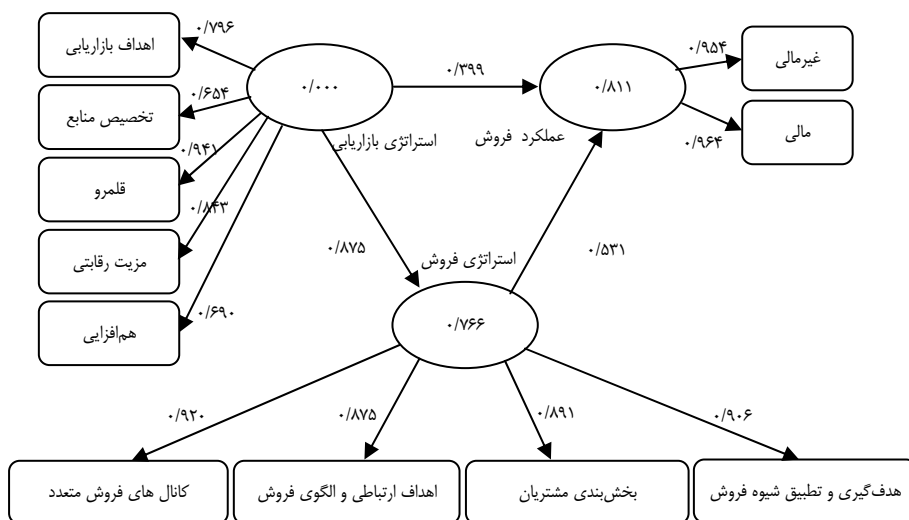 اهداف بازاریابی
۰/۷۹۶
تخصیص منابع
۰/۶۵۴
قلمرو
۰/۹۴۱
مزیت رقابتی
۰/۸۴۳
هم‌افزایی
۰/۶۹۰
۰/۰۰۰
استراتژی بازاریابی
۰/۳۹۹
۰/۸۱۱
عملکرد فروش
۰/۹۵۴
غیرمالی
۰/۹۶۴
مالی
۰/۸۷۵
استراتژی فروش
۰/۵۳۱
۰/۷۶۶
۰/۹۲۰
۰/۸۷۵
۰/۸۹۱
۰/۹۰۶
کانال های فروش متعدد
اهداف ارتباطی و الگوی فروش
بخش‌بندی مشتریان
هدف‌گیری و تطبیق شیوه فروش